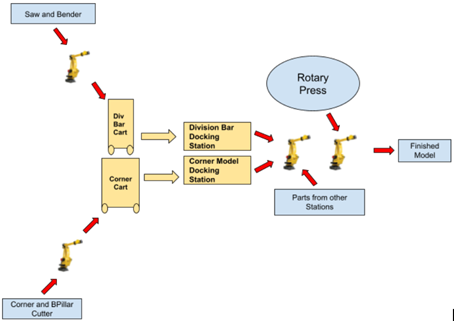 Saw and Bender
Div
Bar
Cart
Corner
Cart
Corner and BPillar
Cutter
Division Bar
Docking
Station
Corner Model
Docking
Station
Rotary
Press
Parts from other
Stations
Finished
Model